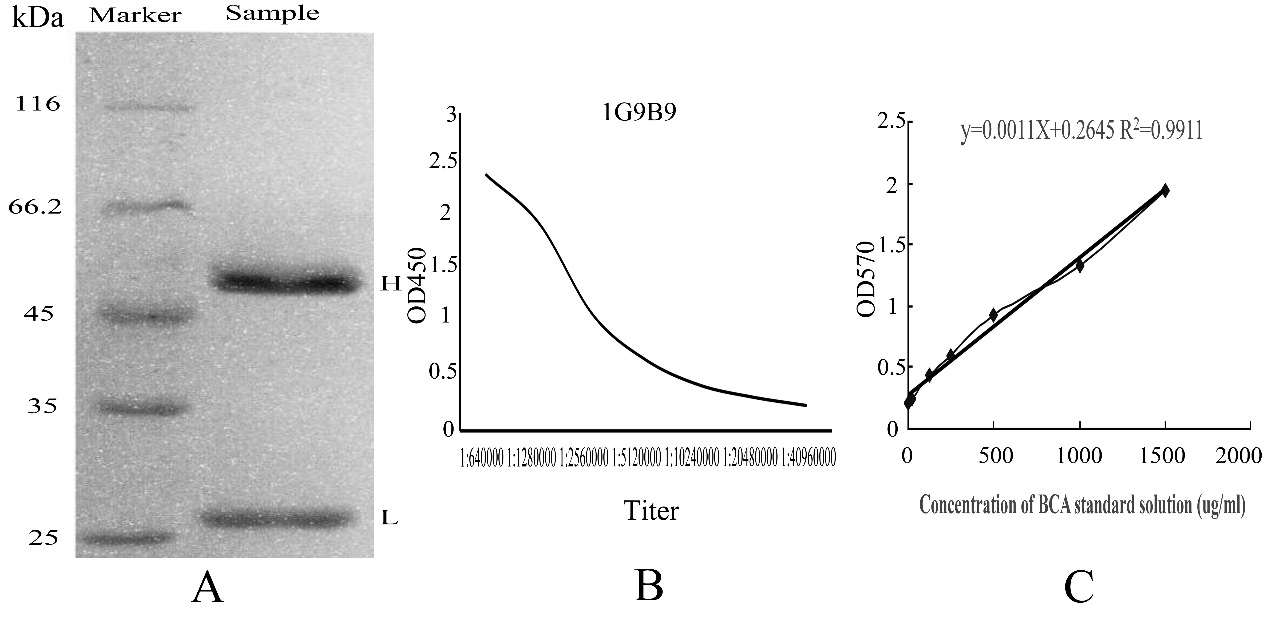 kDa Marker Sample
116
66.2
45
35
25
H
L
A
1G9B9
3
2.5
2
1.5
1
0.5
0
OD450
1:640000 1:1280000 1:2560000 1:5120000 1:10240000 1:20480000 1:40960000
Titer
B
y=0.0011X+0.2645 R²=0.9911
2.5
2
1.5
1
0.5
0
OD570
0 500 1000 1500 2000
Concentration of BCA standard solution (ug/ml)
C